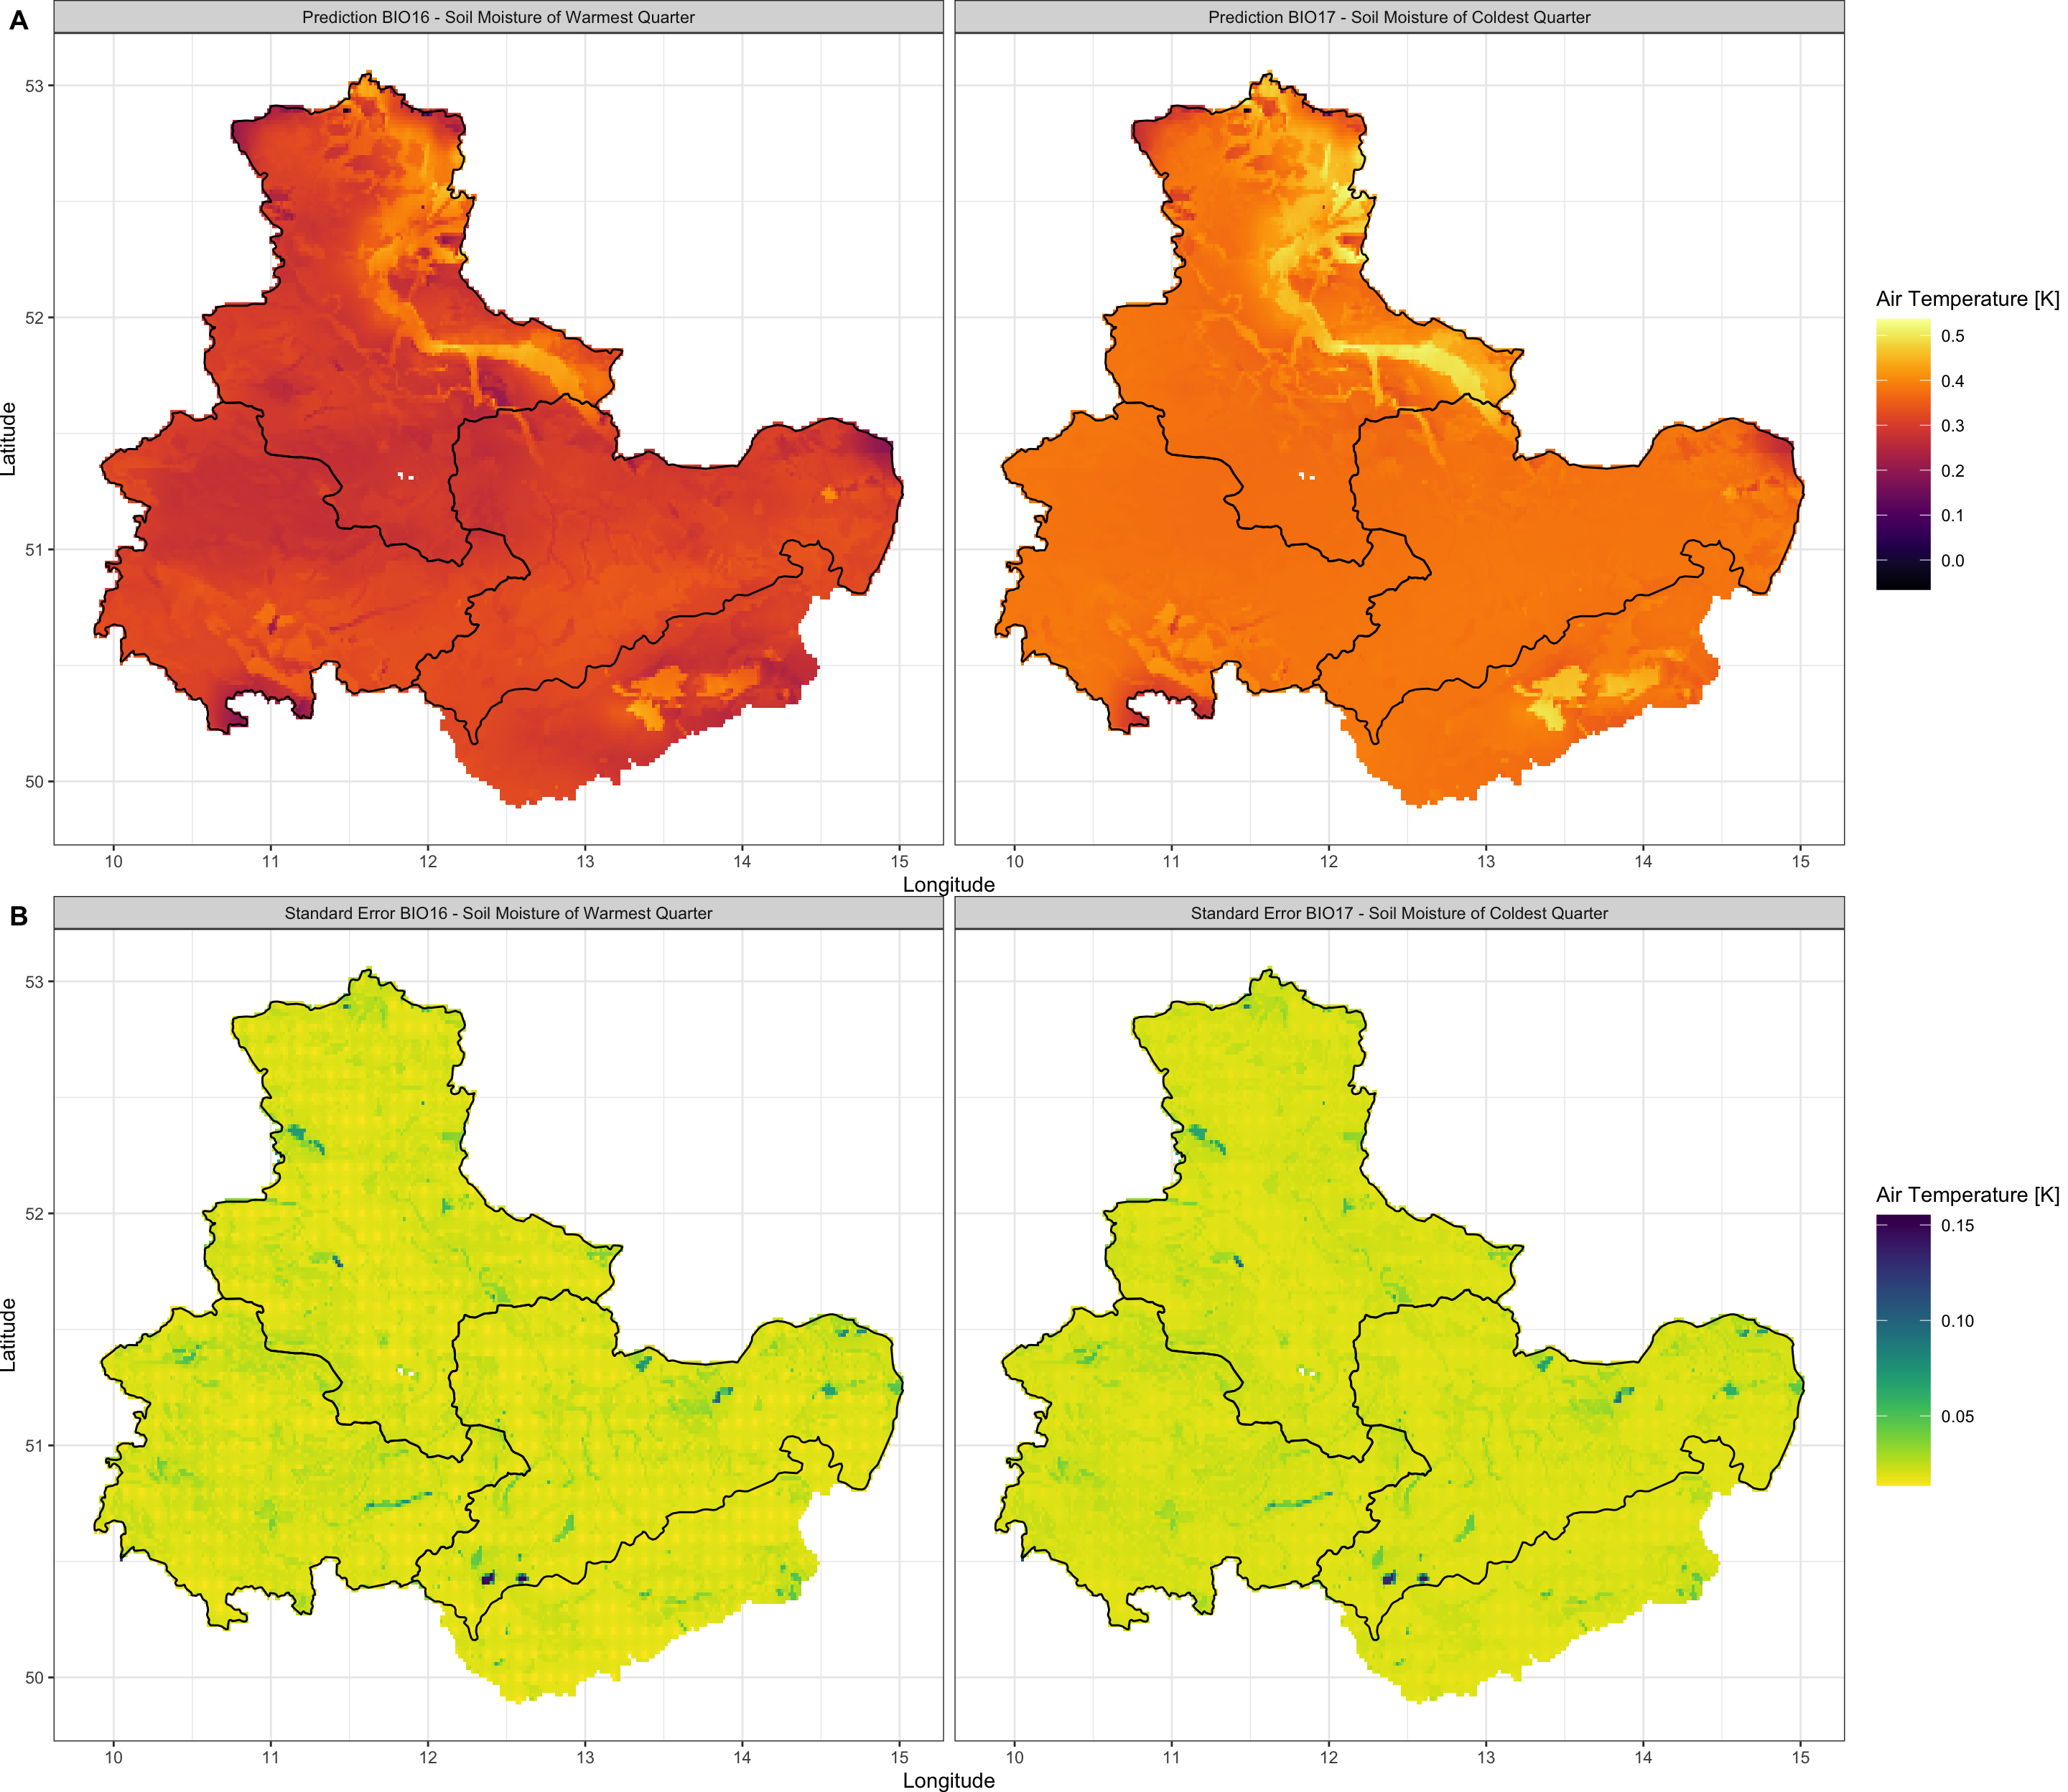 A
Prediction BIO16 - Soil Moisture of Warmest Quarter
Prediction BIO17 - Soil Moisture of Coldest Quarter
53
52
51
50
Latitude
10 11 12 13 14 15
10 11 12 13 14 15
Longitude
Air Temperature [K]
0.5
0.4
0.3
0.2
0.1
0.0
B
Standard Error BIO16 - Soil Moisture of Warmest Quarter
Standard Error BIO17 - Soil Moisture of Coldest Quarter
53
52
51
50
Latitude
10 11 12 13 14 15
10 11 12 13 14 15
Longitude
Air Temperature [K]
0.15
0.10
0.05